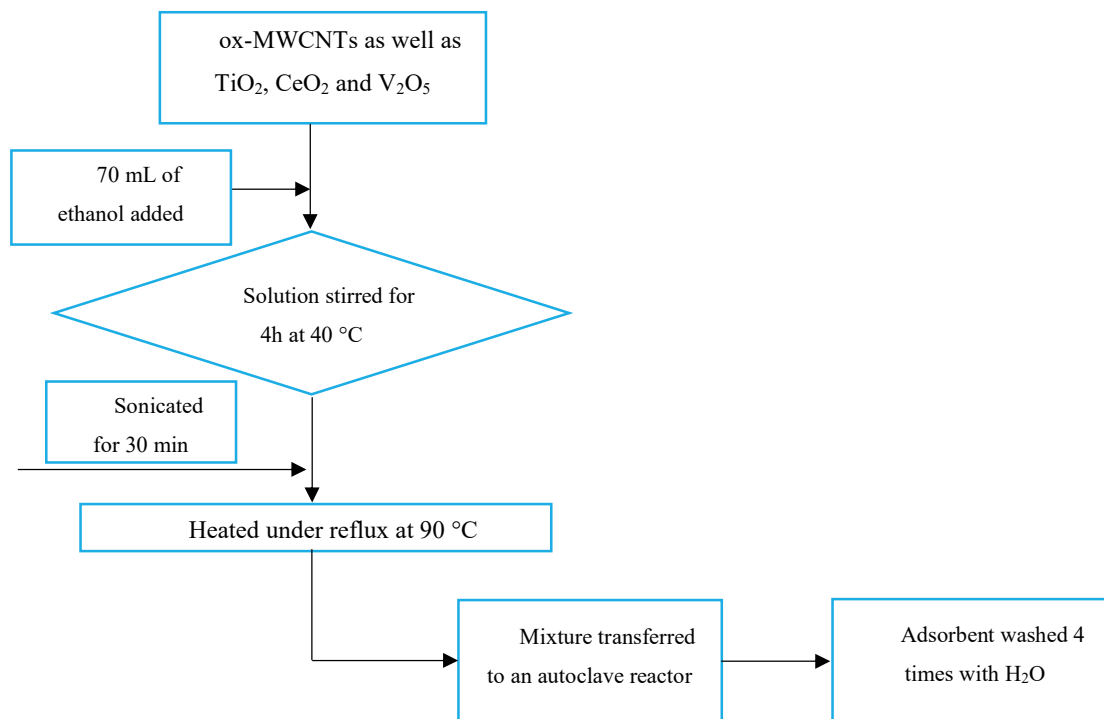 ox-MWCNTs as well as
TiO₂, CeO₂ and V₂O₅
70 mL of
ethanol added
Solution stirred for
4h at 40 °C
Sonicated
for 30 min
Heated under reflux at 90 °C
Mixture transferred
to an autoclave reactor
Adsorbent washed 4
times with H₂O